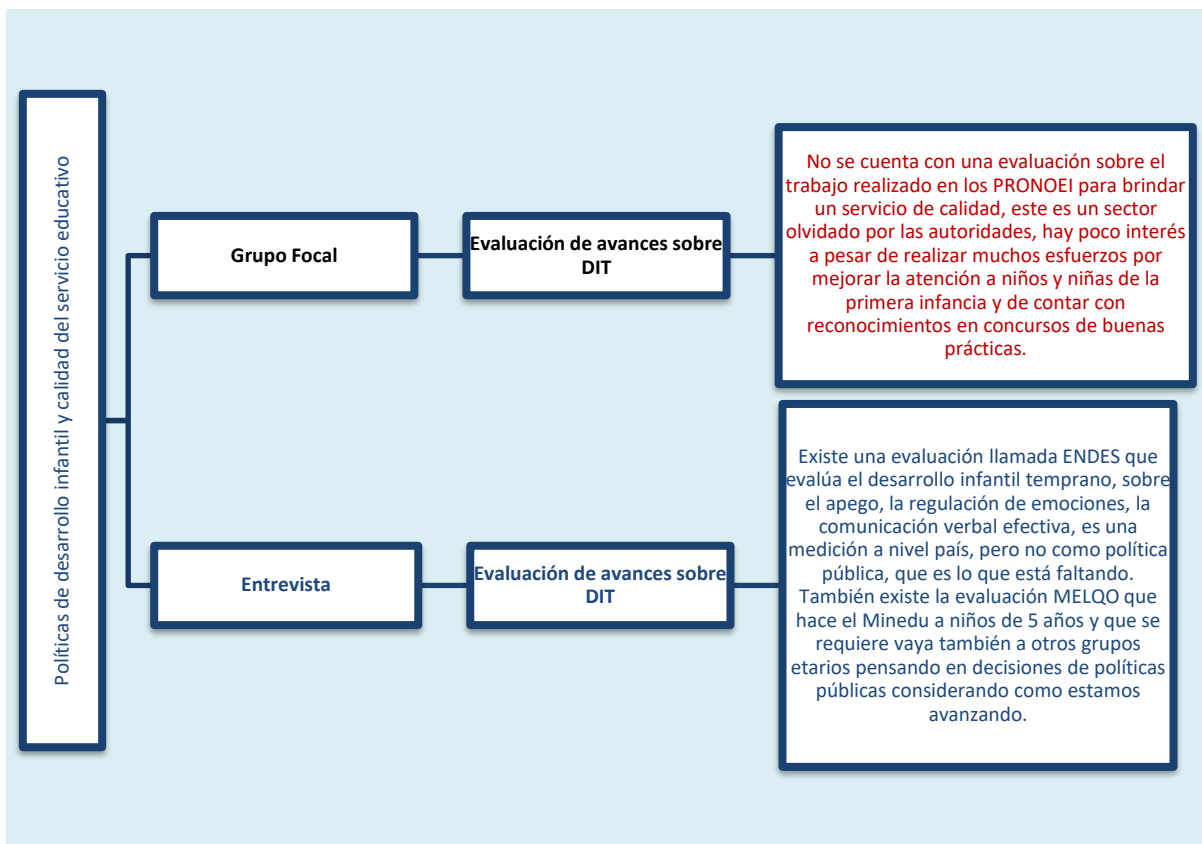 Políticas de desarrollo infantil y calidad del servicio educativo
Grupo Focal
Evaluación de avances sobre
DIT
No se cuenta con una evaluación sobre el
trabajo realizado en los PRONOEI para brindar
un servicio de calidad, este es un sector
olvidado por las autoridades, hay poco interés
a pesar de realizar muchos esfuerzos por
mejorar la atención a niños y niñas de la
primera infancia y de contar con
reconocimientos en concursos de buenas
prácticas.
Entrevista
Evaluación de avances sobre
DIT
Existe una evaluación llamada ENDES que
evalúa el desarrollo infantil temprano, sobre
el apego, la regulación de emociones, la
comunicación verbal efectiva, es una
medición a nivel país, pero no como política
pública, que es lo que está faltando.
También existe la evaluación MELQO que
hace el Minedu a niños de 5 años y que se
requiere vaya también a otros grupos
etarios pensando en decisiones de políticas
públicas considerando como estamos
avanzando.